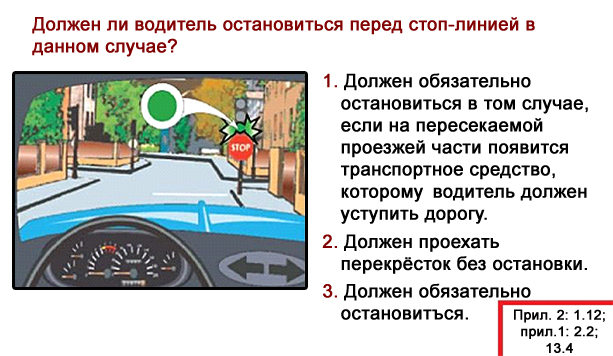 Должен ли водитель остановиться перед стоп-линией в
данном случае?
STOP
1. Должен обязательно
остановиться в том случае,
если на пересекаемой
проезжей части появится
транспортное средство,
которому водитель должен
уступить дорогу.
2. Должен проехать
перекрёсток без остановки.
3. Должен обязательно
остановиться.
Прил. 2: 1.12;
прил.1: 2.2;
13.4